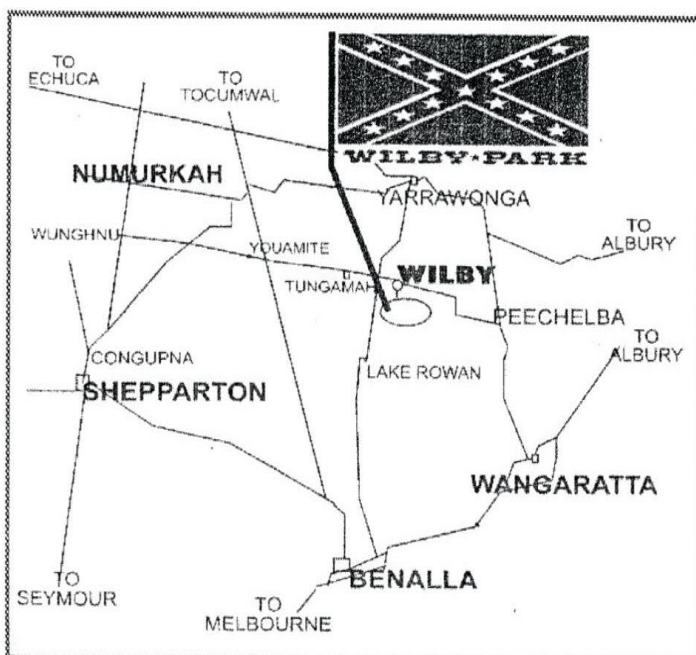 TO
ECHUCA
TO
TOCUMWAL
WILBY★PARK
NUMURKAH
YARRAWONGA
WUNGHNU
YOUAMITE
TO
ALBURY
TUNGAMAH
WILBY
PEECHELBA
TO
ALBURY
CONGUPNA
LAKE ROWAN
SHEPPARTON
WANGARATTA
TO
SEYMOUR
BENALLA
TO
MELBOURNE